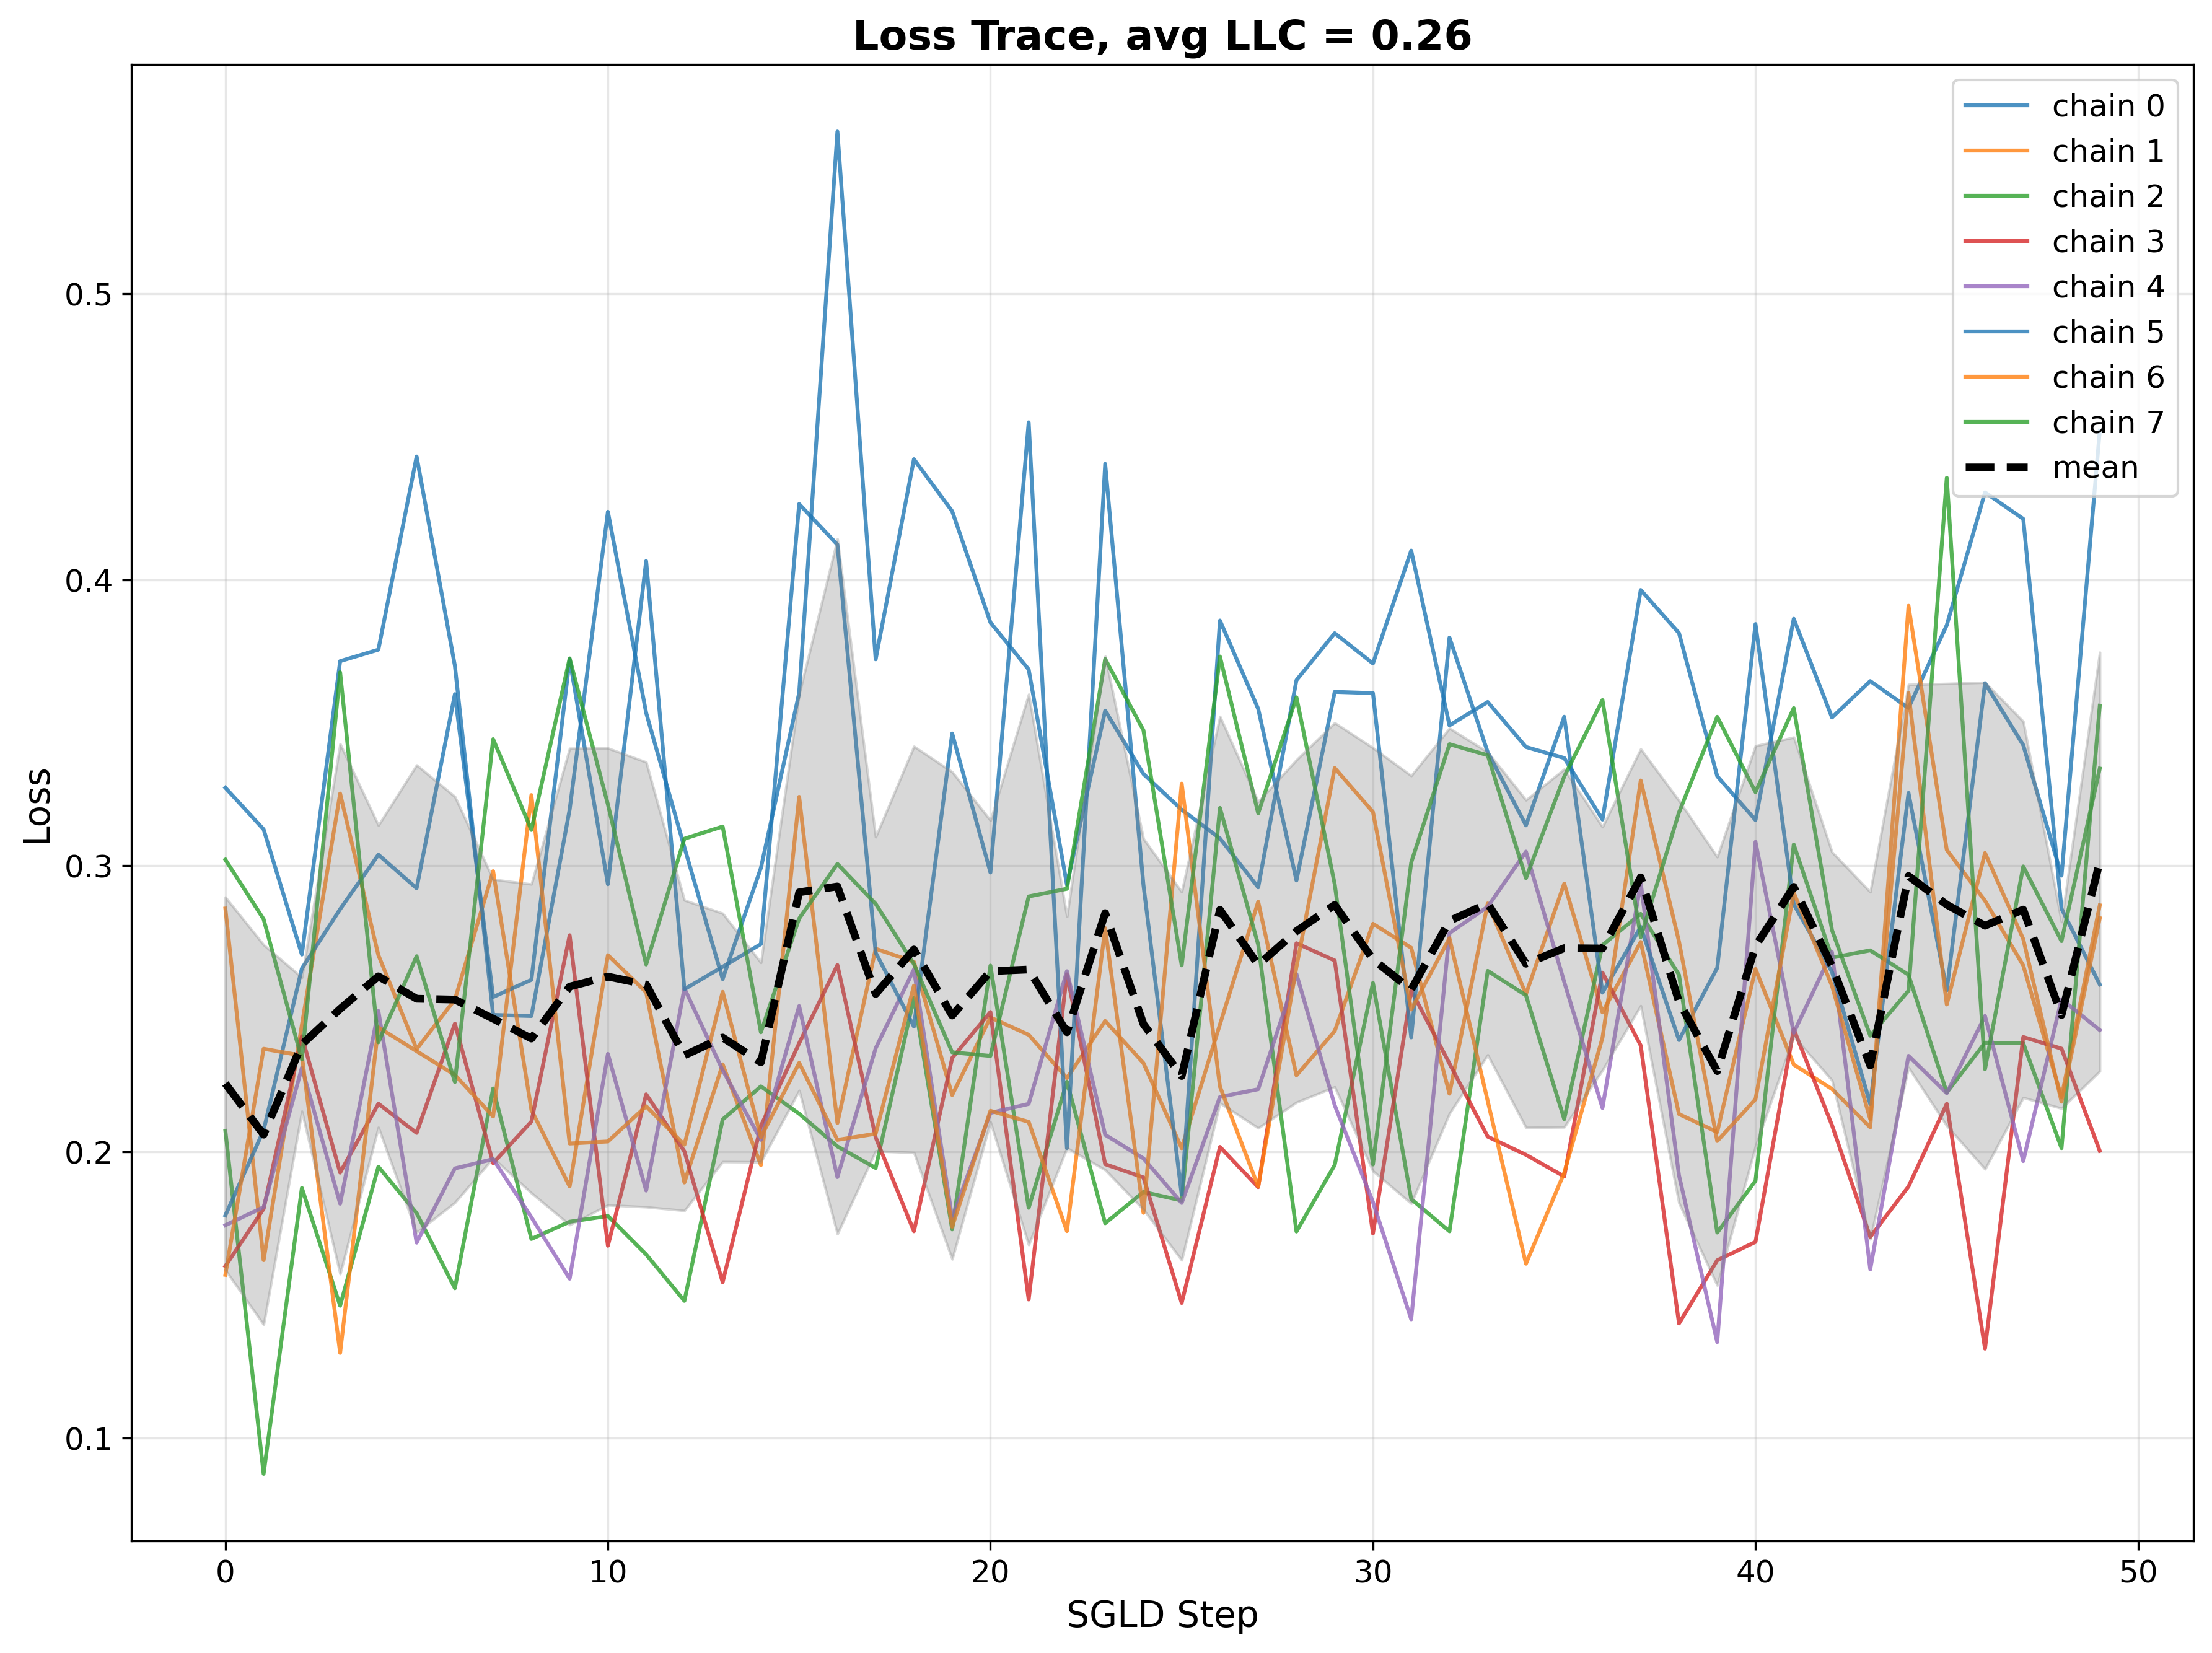 Loss Trace, avg LLC = 0.26
chain 0
chain 1
chain 2
chain 3
chain 4
chain 5
chain 6
chain 7
mean
Loss
0.5
0.4
0.3
0.2
0.1
0 10 20 30 40 50
SGLD Step